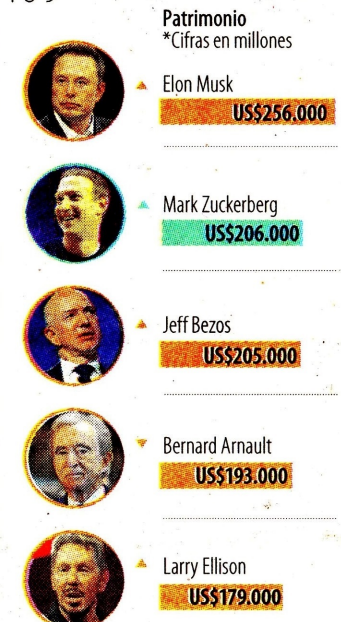 Patrimonio
*Cifras en millones
Elon Musk
US$256.000
Mark Zuckerberg
US$206.000
Jeff Bezos
US$205.000
Bernard Arnault
US$193.000
Larry Ellison
US$179.000